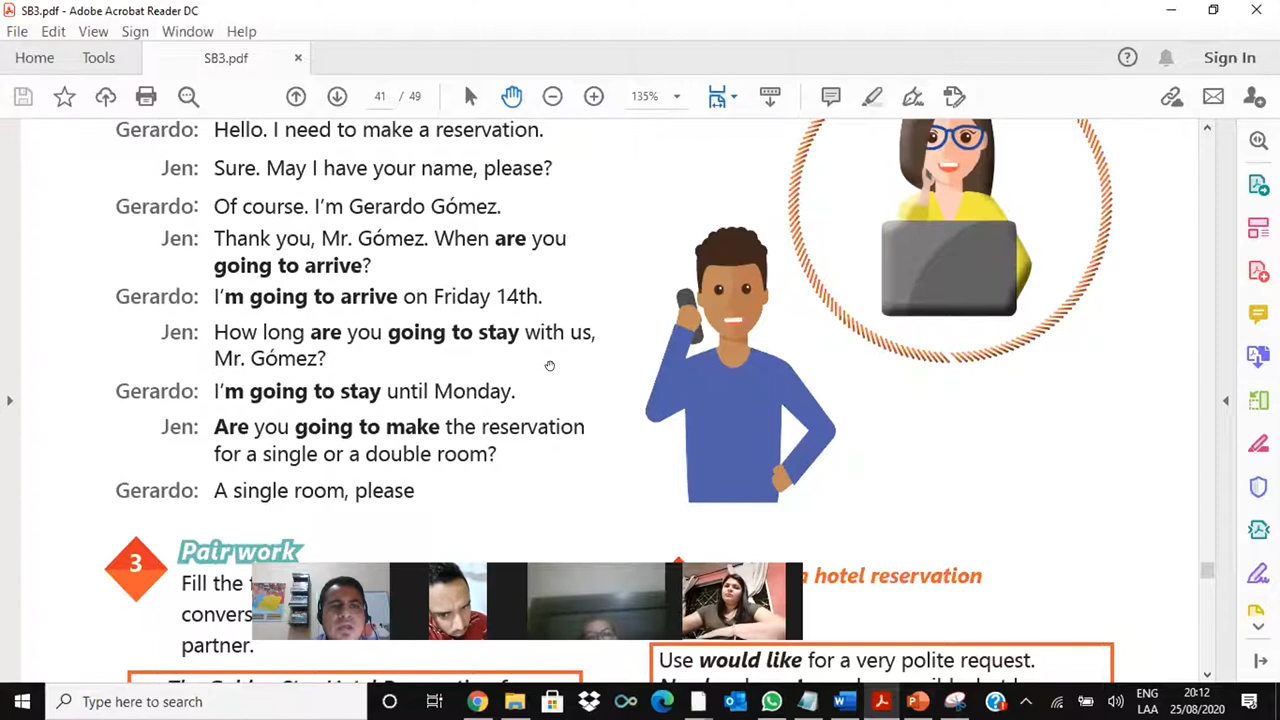 SB3.pdf - Adobe Acrobat Reader DC
File Edit View Sign Window Help
Home Tools SB3.pdf × Sign In
41 / 49 135%
Gerardo: Hello. I need to make a reservation.
Jen: Sure. May I have your name, please?
Gerardo: Of course. I'm Gerardo Gómez.
Jen: Thank you, Mr. Gómez. When are you
going to arrive?
Gerardo: I'm going to arrive on Friday 14th.
Jen: How long are you going to stay with us,
Mr. Gómez?
Gerardo: I'm going to stay until Monday.
Jen: Are you going to make the reservation
for a single or a double room?
Gerardo: A single room, please
3 Pair work
Fill the
partner.
a hotel reservation
Use would like for a very polite request.
Type here to search
ENG 20:12
LAA 25/08/2020